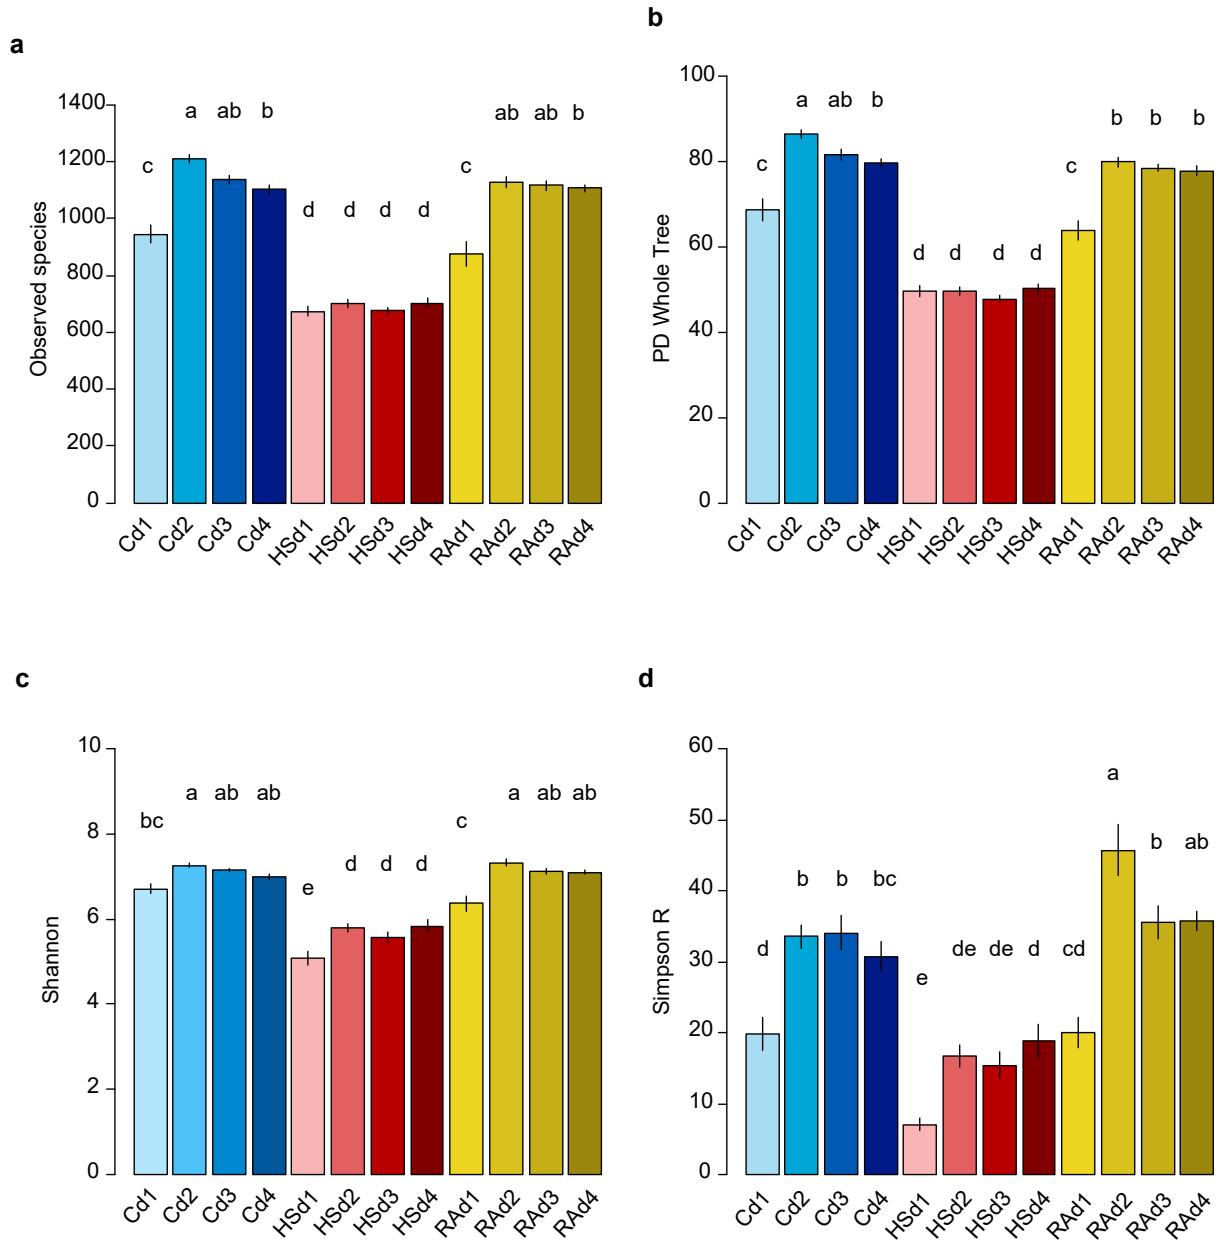 a
1400
1200
1000
800
600
400
200
0
Observed species
c
a
ab
b
d
d
d
d
c
ab
ab
b
Cd1
Cd2
Cd3
Cd4
HSd1
HSd2
HSd3
HSd4
RAd1
RAd2
RAd3
RAd4
b
100
80
60
40
20
0
PD Whole Tree
c
a
ab
b
d
d
d
d
c
b
b
b
Cd1
Cd2
Cd3
Cd4
HSd1
HSd2
HSd3
HSd4
RAd1
RAd2
RAd3
RAd4
c
10
8
6
4
2
0
Shannon
bc
a
ab
ab
e
d
d
d
c
a
ab
ab
Cd1
Cd2
Cd3
Cd4
HSd1
HSd2
HSd3
HSd4
RAd1
RAd2
RAd3
RAd4
d
60
50
40
30
20
10
0
Simpson R
d
b
b
bc
e
de
de
d
cd
a
b
ab
Cd1
Cd2
Cd3
Cd4
HSd1
HSd2
HSd3
HSd4
RAd1
RAd2
RAd3
RAd4